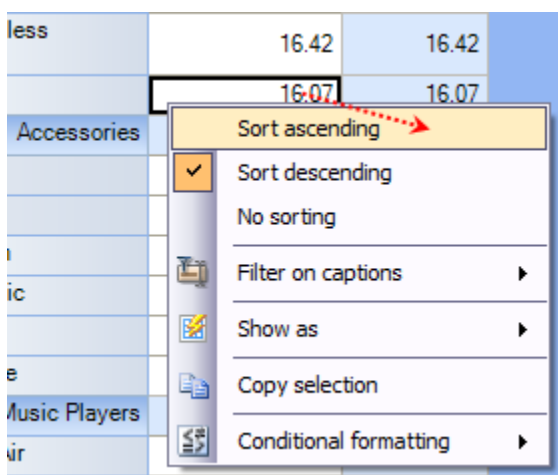 less
16.42 16.42
16.07 16.07
Accessories
Sort ascending
Sort descending
No sorting
Filter on captions
ic
Show as
e
Copy selection
Music Players
Conditional formatting
Air